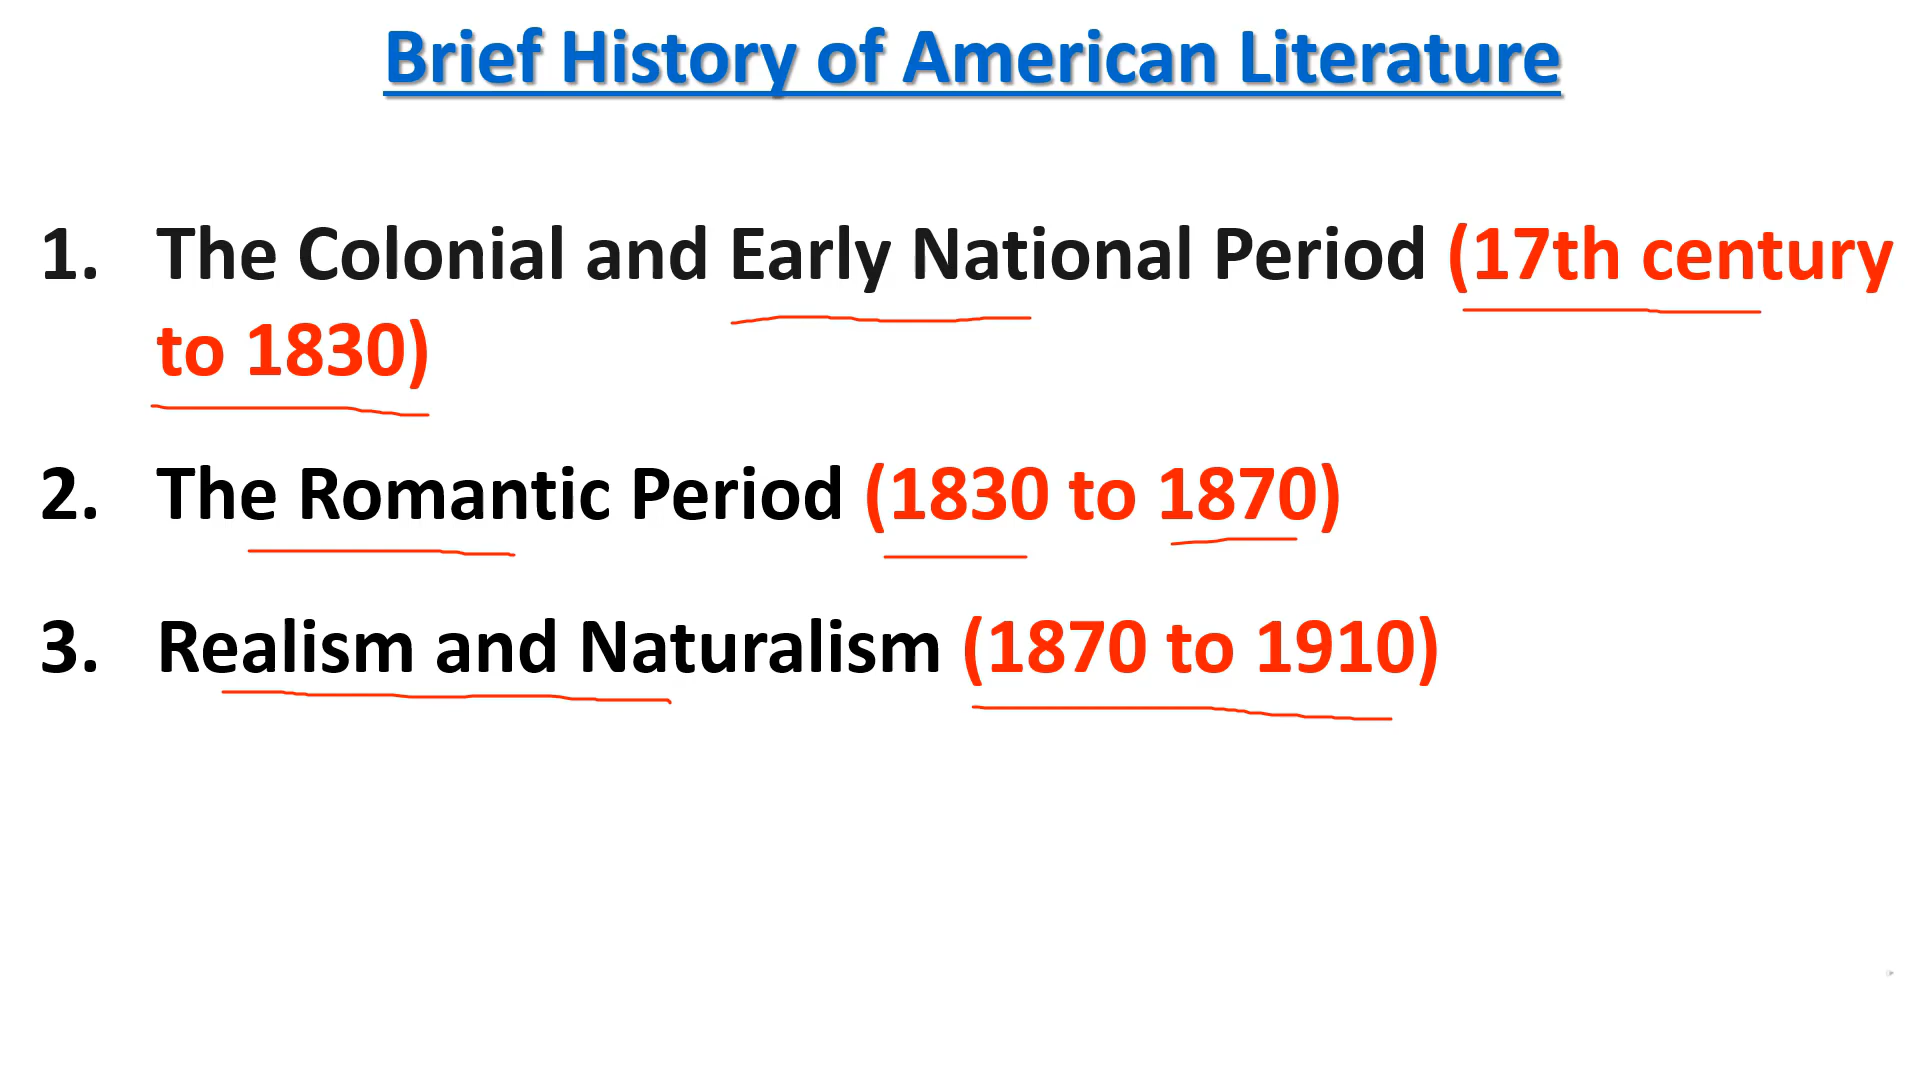 Brief History of American Literature
1. The Colonial and Early National Period (17th century
to 1830)
2. The Romantic Period (1830 to 1870)
3. Realism and Naturalism (1870 to 1910)